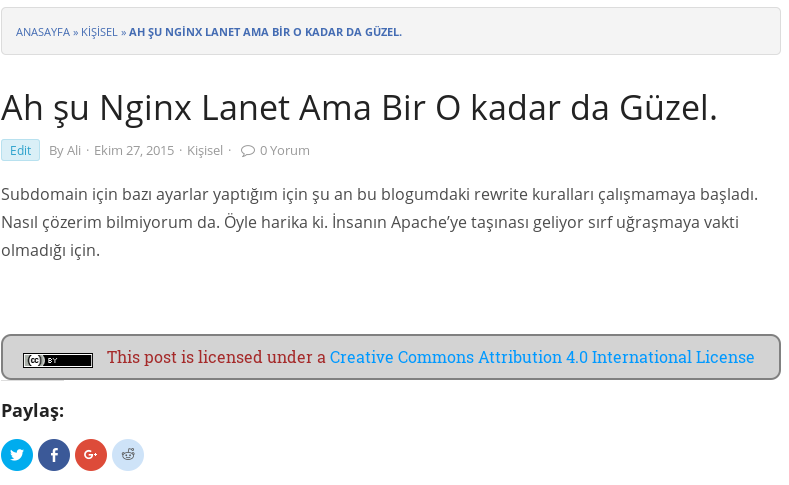 ANASAYFA » KİŞİSEL » AH ŞU NGİNX LANET AMA BİR O KADAR DA GÜZEL.
Ah şu Nginx Lanet Ama Bir O kadar da Güzel.
Edit By Ali · Ekim 27, 2015 · Kişisel · 0 Yorum
Subdomain için bazı ayarlar yaptığım için şu an bu blogumdaki rewrite kuralları çalışmamaya başladı.
Nasıl çözerim bilmiyorum da. Öyle harika ki. İnsanın Apache’ye taşınası geliyor sırf uğraşmaya vakti
olmadığı için.
cc BY This post is licensed under a Creative Commons Attribution 4.0 International License
Paylaş:
G+